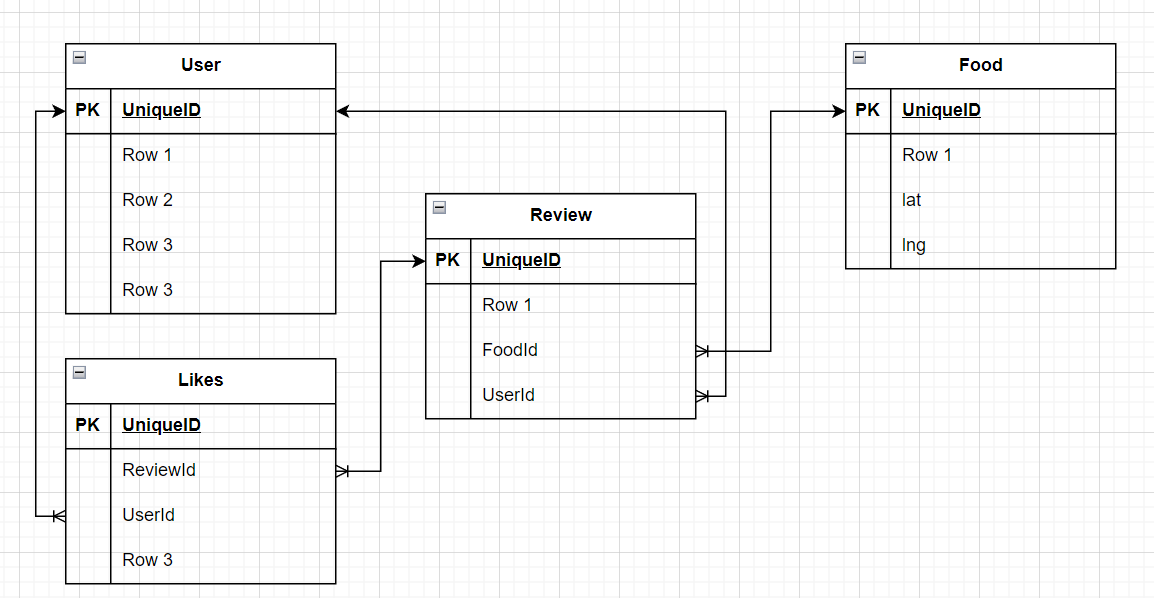 User
PK UniqueID
Row 1
Row 2
Row 3
Row 3
Food
PK UniqueID
Row 1
lat
lng
Review
PK UniqueID
Row 1
FoodId
UserId
Likes
PK UniqueID
ReviewId
UserId
Row 3